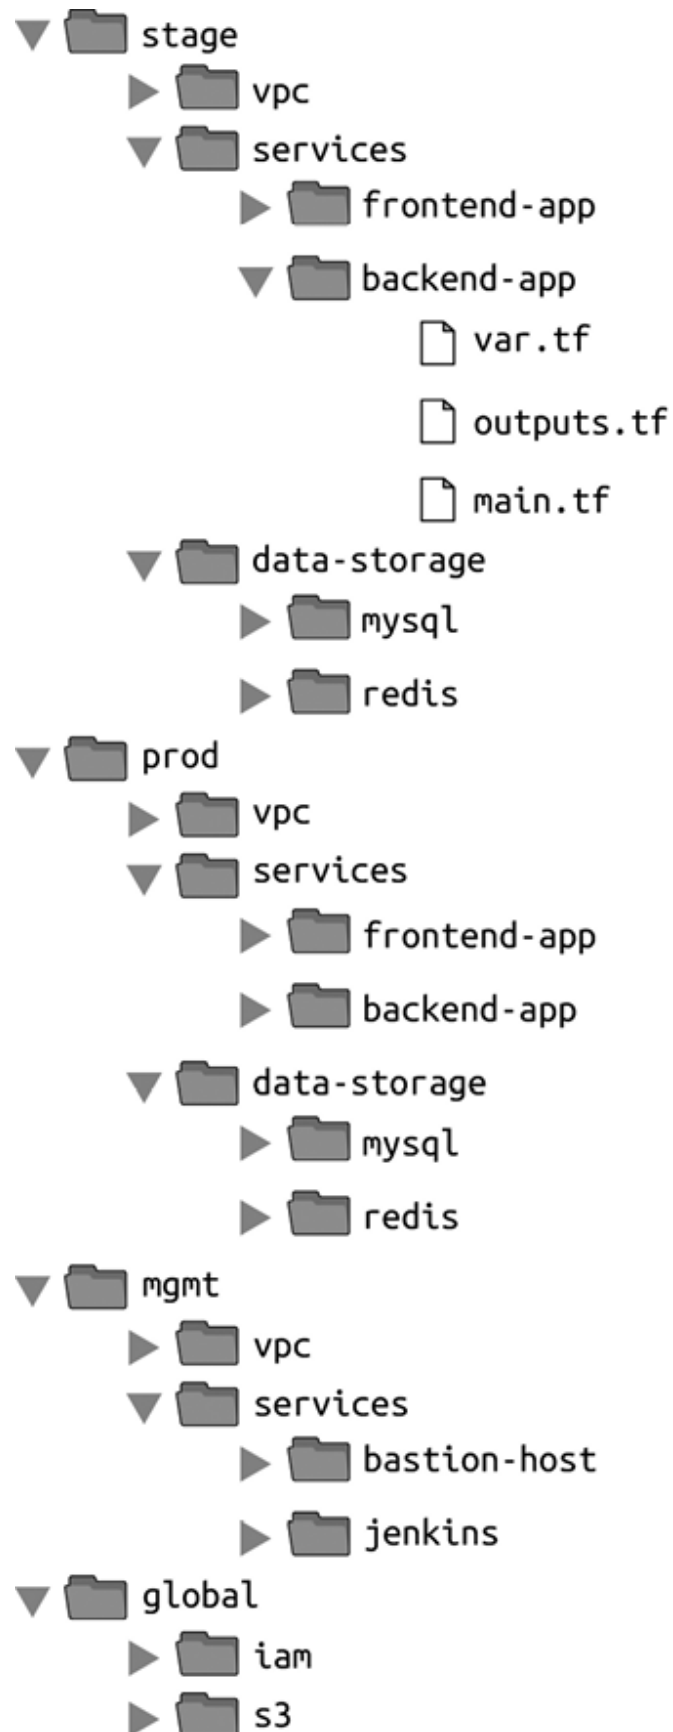 stage
vpc
services
frontend-app
backend-app
var.tf
outputs.tf
main.tf
data-storage
mysql
redis
prod
vpc
services
frontend-app
backend-app
data-storage
mysql
redis
mgmt
vpc
services
bastion-host
jenkins
global
iam
s3